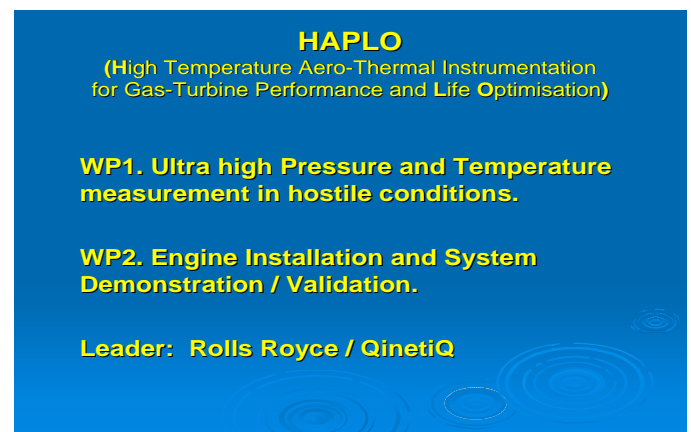 HAPLO
(High Temperature Aero-Thermal Instrumentation
for Gas-Turbine Performance and Life Optimisation)
WP1. Ultra high Pressure and Temperature
measurement in hostile conditions.
WP2. Engine Installation and System
Demonstration / Validation.
Leader: Rolls Royce / QinetiQ